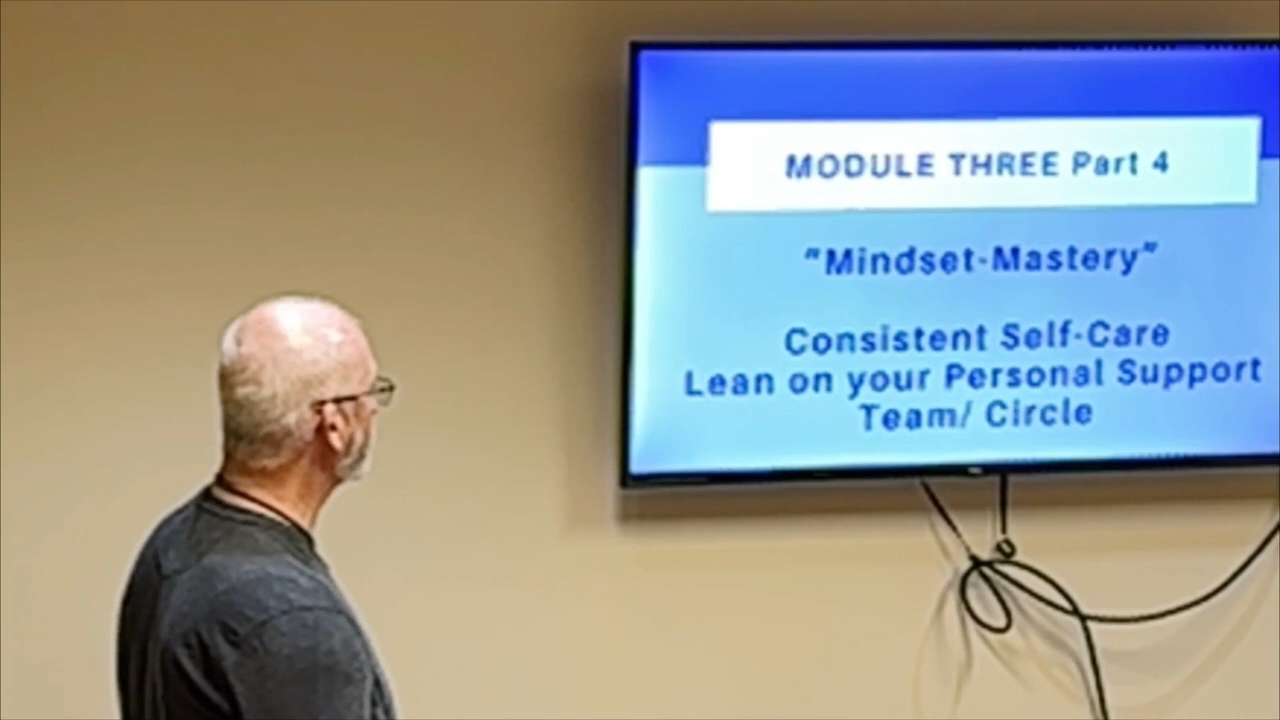 MODULE THREE Part 4
"Mindset-Mastery"
Consistent Self-Care
Lean on your Personal Support
Team/ Circle